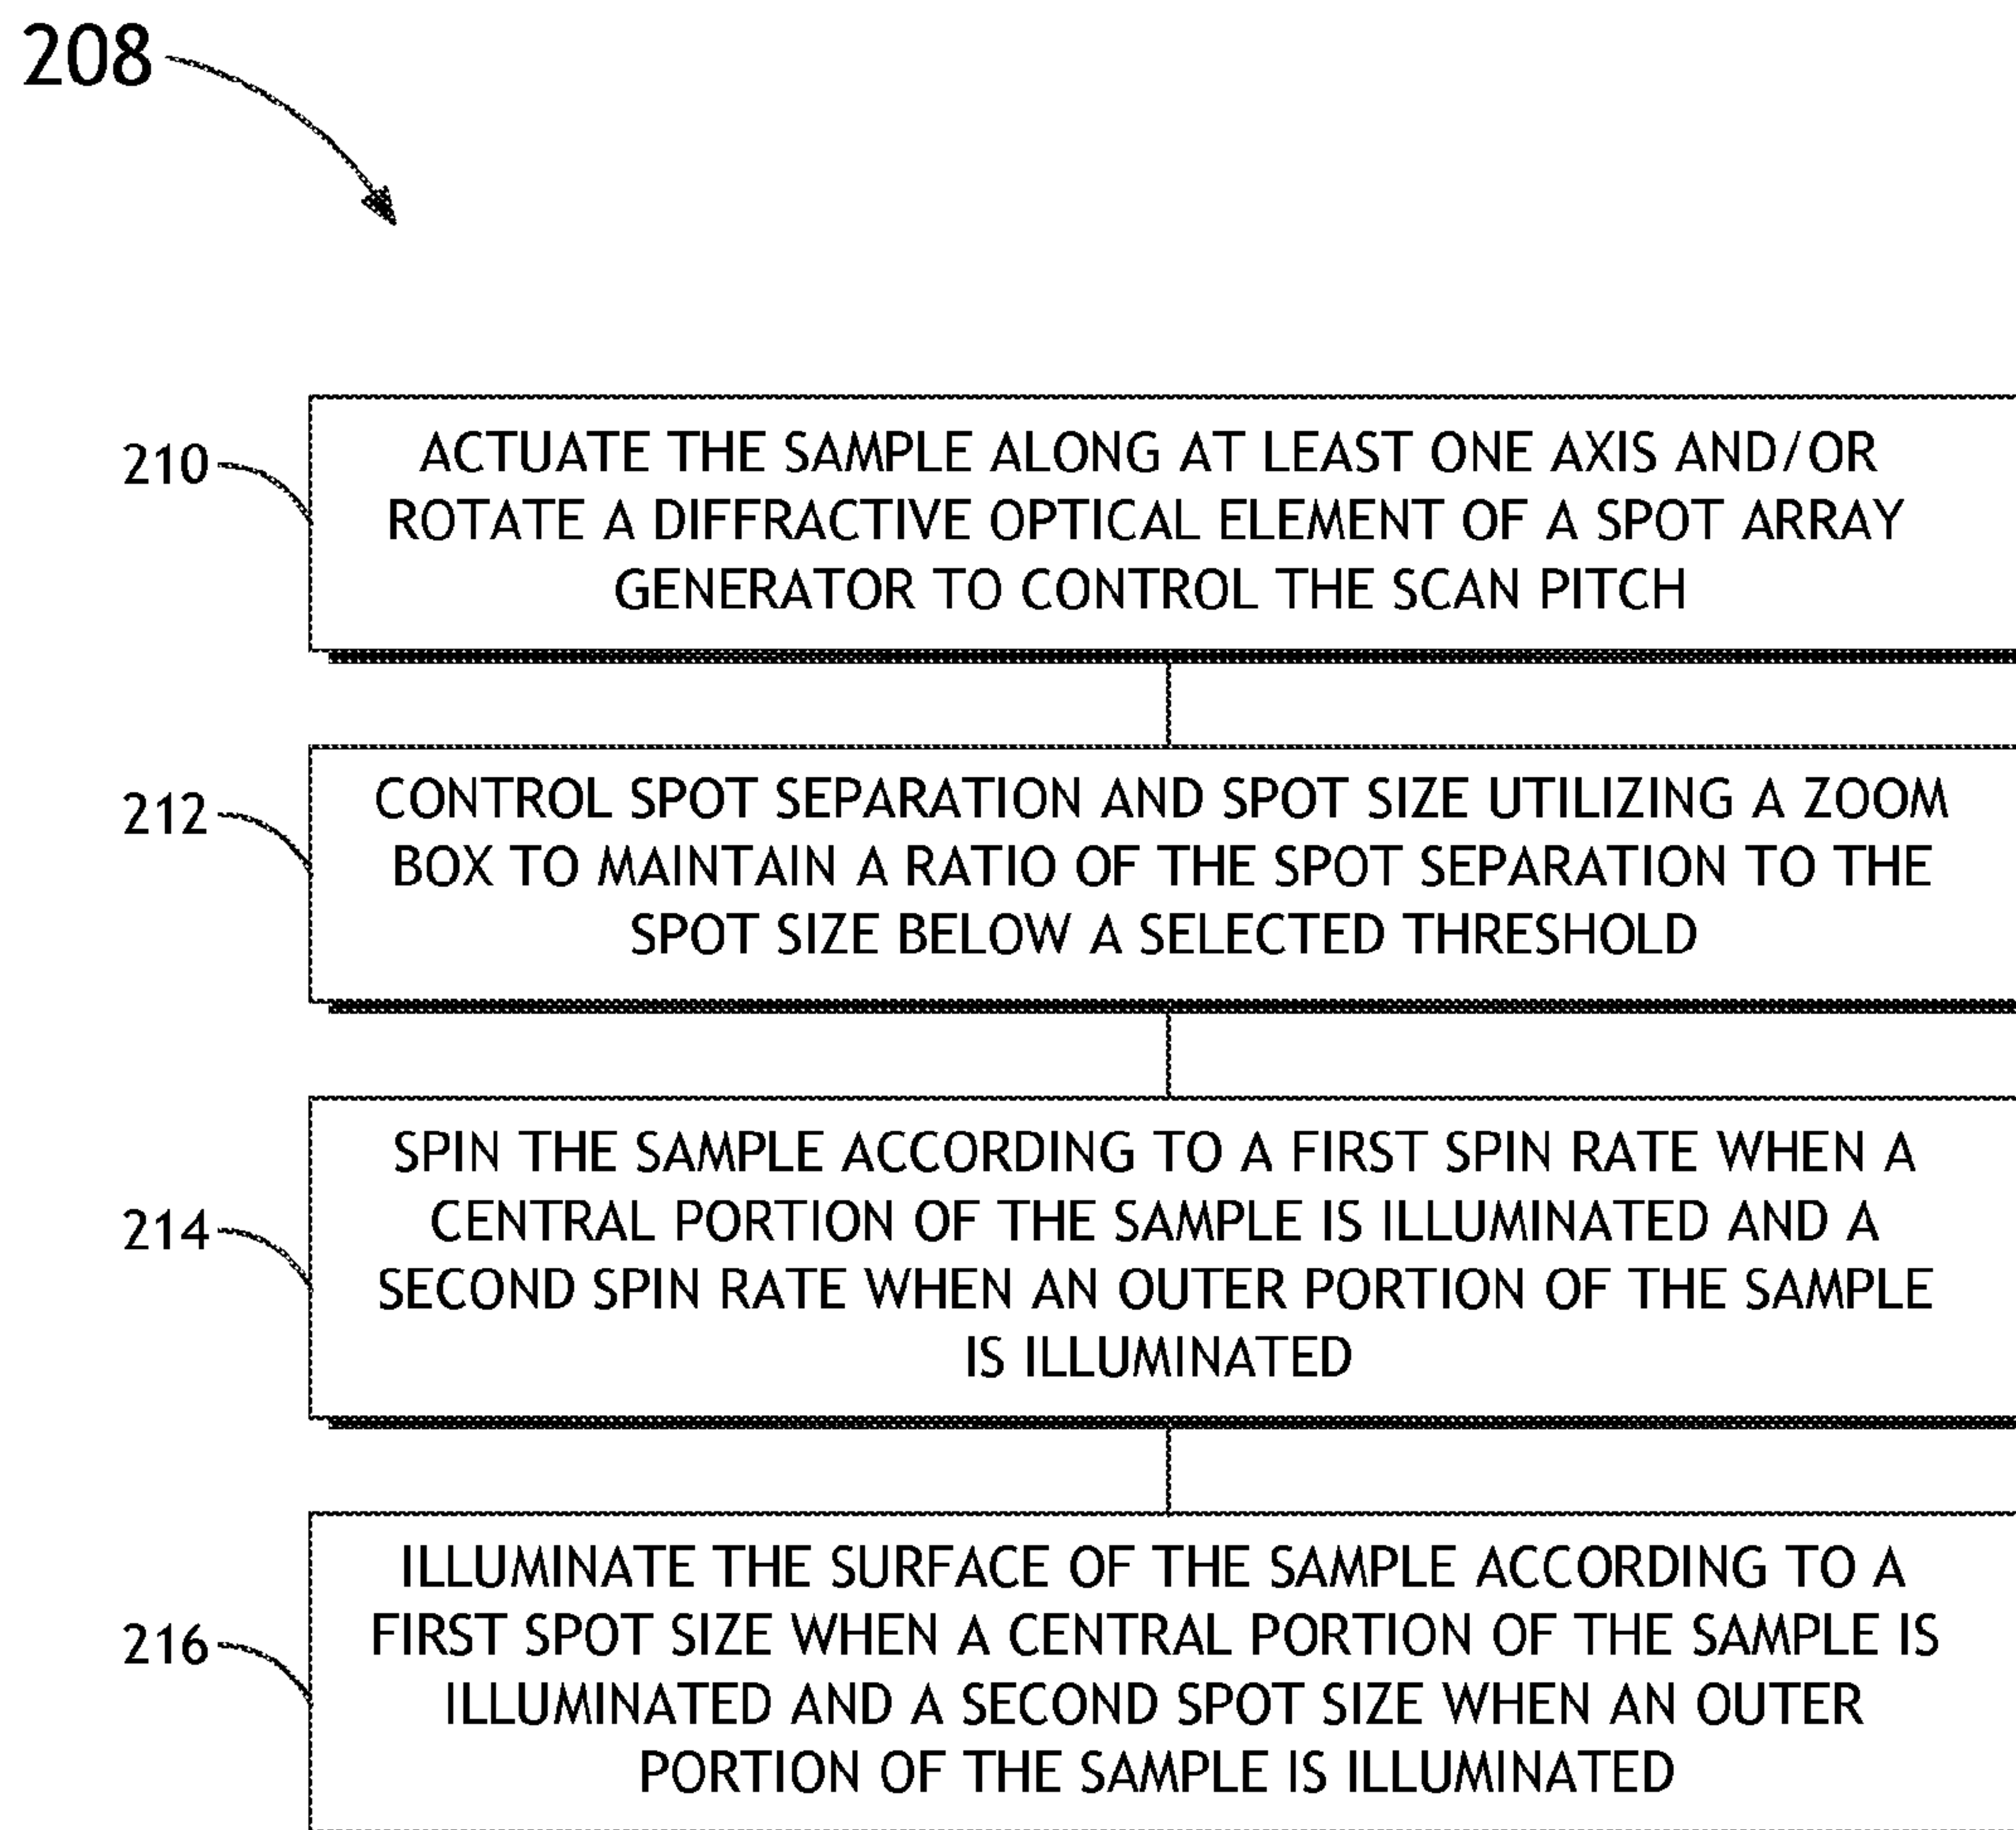 208
210
ACTUATE THE SAMPLE ALONG AT LEAST ONE AXIS AND/OR
ROTATE A DIFFRACTIVE OPTICAL ELEMENT OF A SPOT ARRAY
GENERATOR TO CONTROL THE SCAN PITCH
212
CONTROL SPOT SEPARATION AND SPOT SIZE UTILIZING A ZOOM
BOX TO MAINTAIN A RATIO OF THE SPOT SEPARATION TO THE
SPOT SIZE BELOW A SELECTED THRESHOLD
214
SPIN THE SAMPLE ACCORDING TO A FIRST SPIN RATE WHEN A
CENTRAL PORTION OF THE SAMPLE IS ILLUMINATED AND A
SECOND SPIN RATE WHEN AN OUTER PORTION OF THE SAMPLE
IS ILLUMINATED
216
ILLUMINATE THE SURFACE OF THE SAMPLE ACCORDING TO A
FIRST SPOT SIZE WHEN A CENTRAL PORTION OF THE SAMPLE IS
ILLUMINATED AND A SECOND SPOT SIZE WHEN AN OUTER
PORTION OF THE SAMPLE IS ILLUMINATED